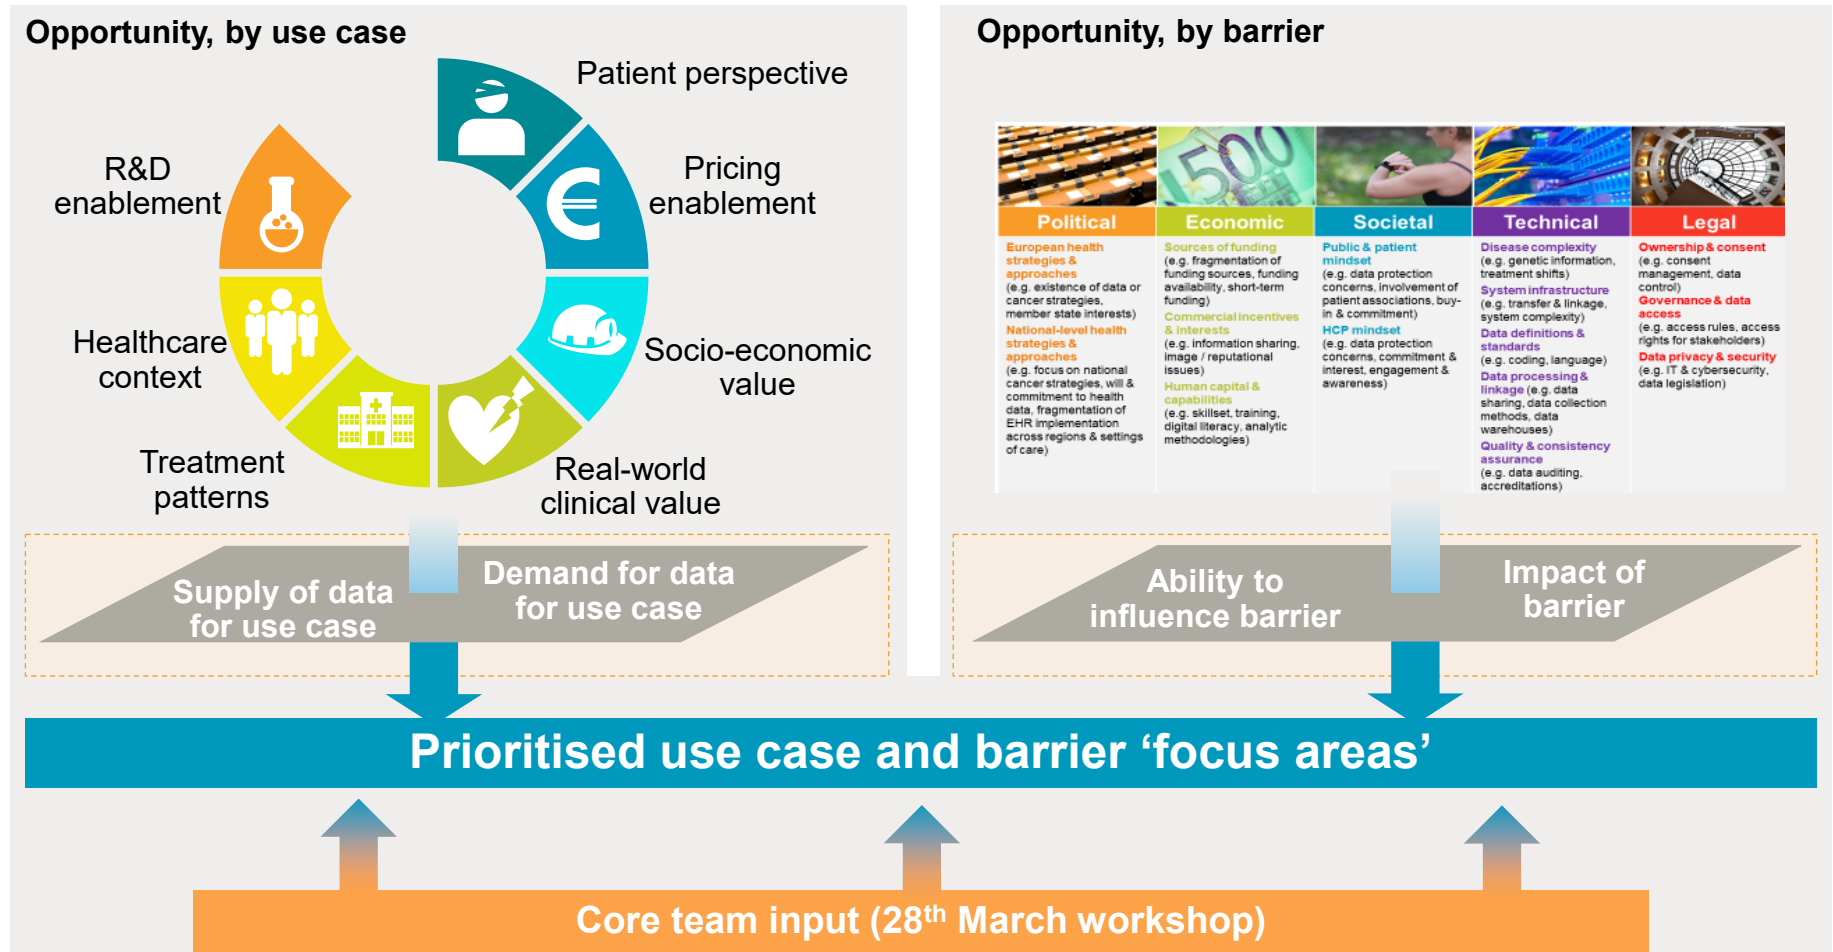 Opportunity, by use case
Patient perspective
Pricing
enablement
Socio-economic
value
Real-world
clinical value
Treatment
patterns
Healthcare
context
R&D
enablement
Supply of data
for use case
Demand for data
for use case
Opportunity, by barrier
500
Political
European health
strategies &
approaches
(e.g. existence of data or
cancer strategies,
member state interests)
National-level health
strategies &
approaches
(e.g. focus on national
cancer strategies, will &
commitment to health
data, fragmentation of
EHR implementation
across regions & settings
of care)
Economic
Sources of funding
(e.g. fragmentation of
funding sources, funding
availability, short-term
funding)
Commercial incentives
& interests
(e.g. information sharing,
image / reputational
issues)
Human capital &
capabilities
(e.g. skillset, training,
digital literacy, analytic
methodologies)
Societal
Public & patient
mindset
(e.g. data protection
concerns, involvement of
patient associations, buy-
in & commitment)
HCP mindset
(e.g. data protection
concerns, commitment &
interest, engagement &
awareness)
Technical
Disease complexity
(e.g. genetic information,
treatment shifts)
System infrastructure
(e.g. transfer & linkage,
system complexity)
Data definitions &
standards
(e.g. coding, language)
Data processing &
linkage (e.g. data
sharing, data collection
methods, data
warehouses)
Quality & consistency
assurance
(e.g. data auditing,
accreditations)
Legal
Ownership & consent
(e.g. consent
management, data
control)
Governance & data
access
(e.g. access rules, access
rights for stakeholders)
Data privacy & security
(e.g. IT & cybersecurity,
data legislation)
Ability to
influence barrier
Impact of
barrier
Prioritised use case and barrier ‘focus areas’
Core team input (28th March workshop)